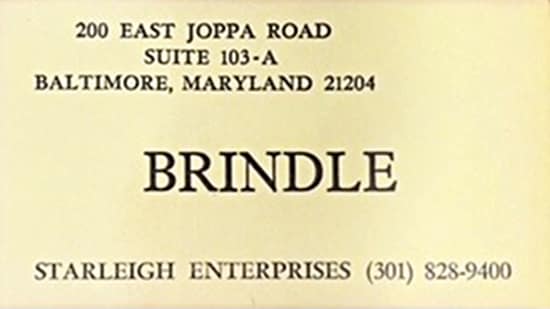 200 EAST JOPPA ROAD
SUITE 103-A
BALTIMORE, MARYLAND 21204
BRINDLE
STARLEIGH ENTERPRISES (301) 828-9400